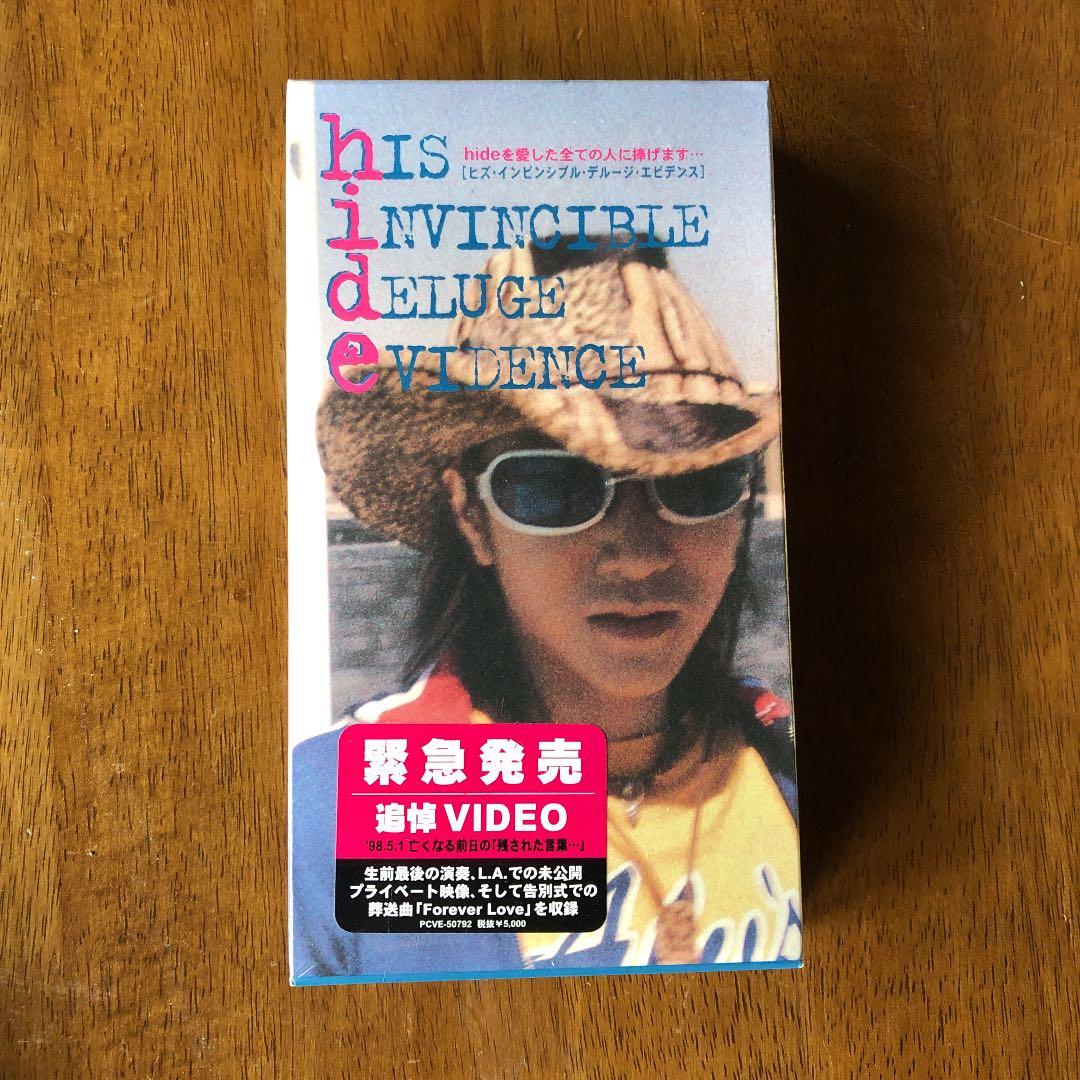 hIS
hideを愛した全ての人に捧げます…
[ヒズ・インビンシブル・デルージ・エビデンス]
iNVINCIBLE
dELUGE
eVIDENCE
緊急発売
追悼VIDEO
'98.5.1 亡くなる前日の「残された言葉…」
生前最後の演奏、L.A.での未公開
プライベート映像、そして告別式での
葬送曲「Forever Love」を収録
PCVE-50792 税抜¥5,000